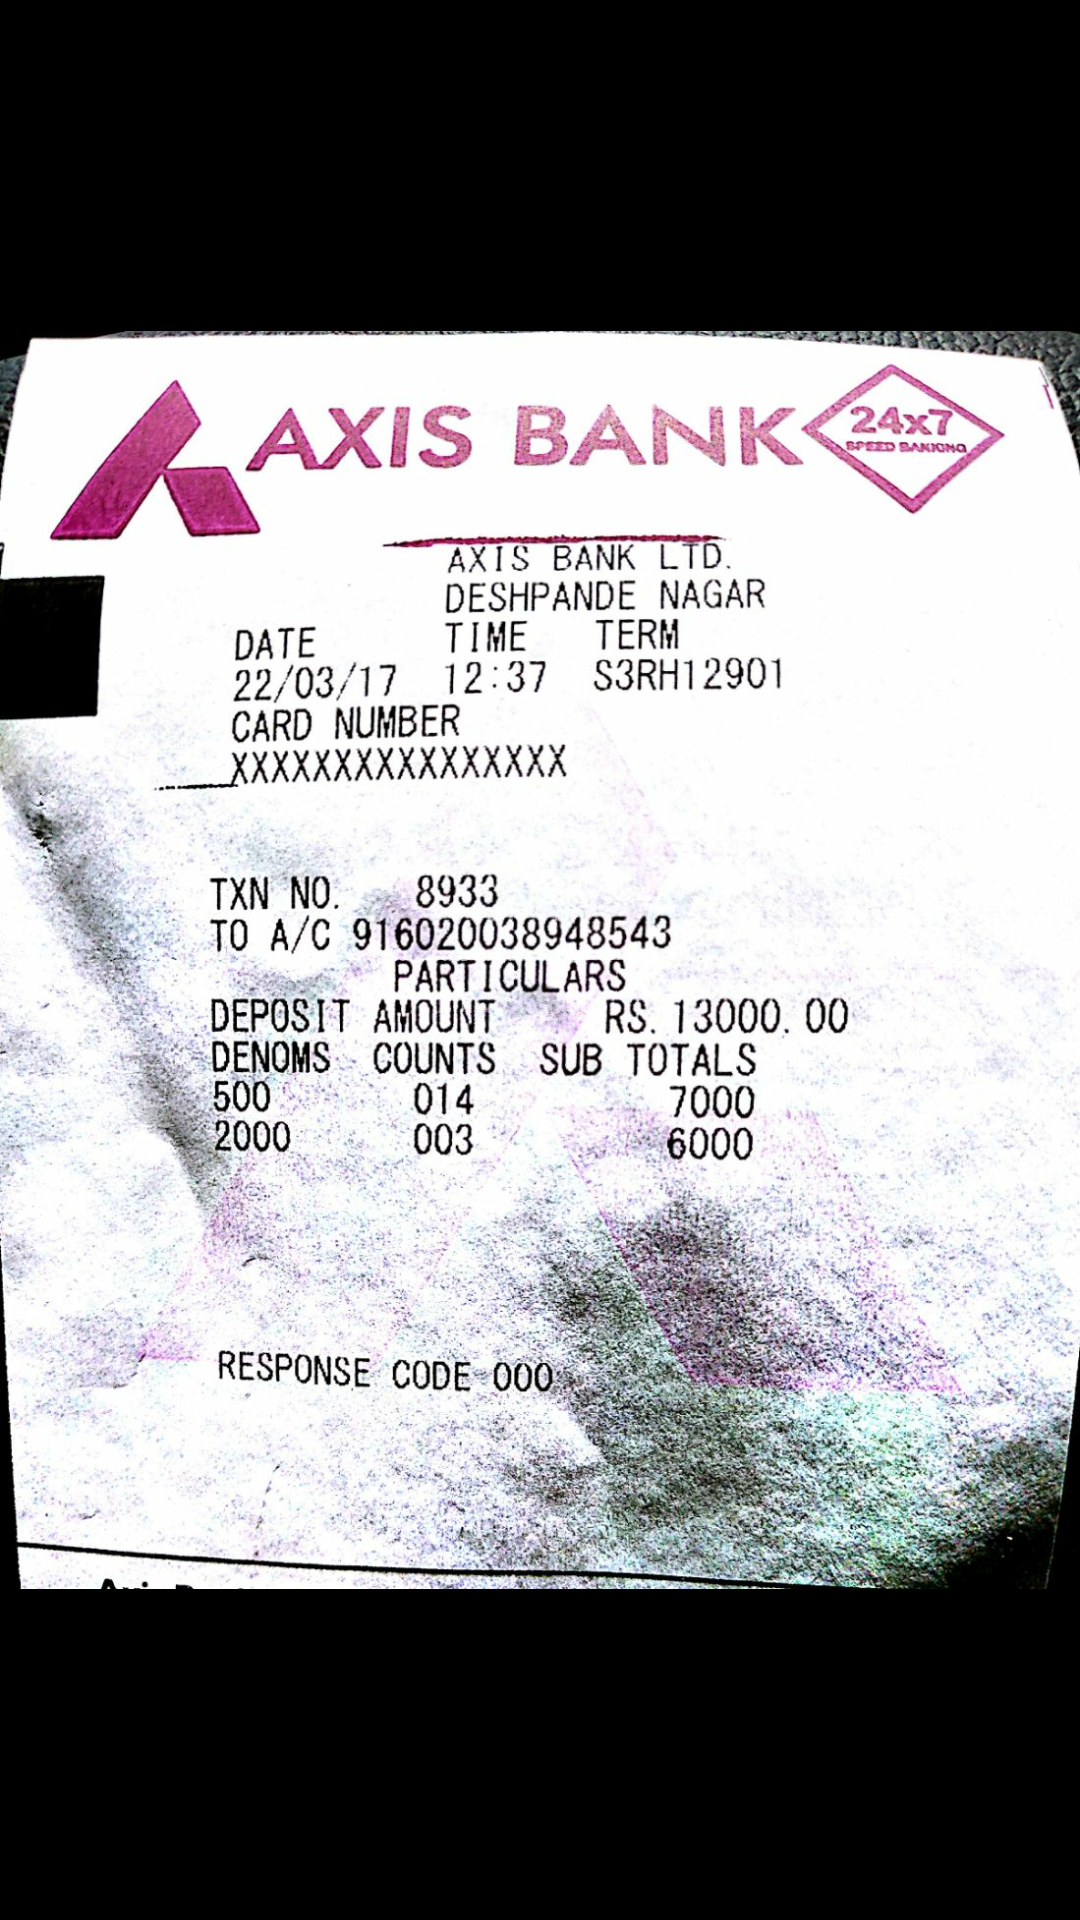 AXIS BANK
24x7
SPEED BANKING
AXIS BANK LTD.
DESHPANDE NAGAR
DATE TIME TERM
22/03/17 12:37 S3RH12901
CARD NUMBER
XXXXXXXXXXXXXXXX
TXN NO. 8933
TO A/C 916020038948543
PARTICULARS
DEPOSIT AMOUNT RS. 13000.00
DENOMS COUNTS SUB TOTALS
500 014 7000
2000 003 6000
RESPONSE CODE 000